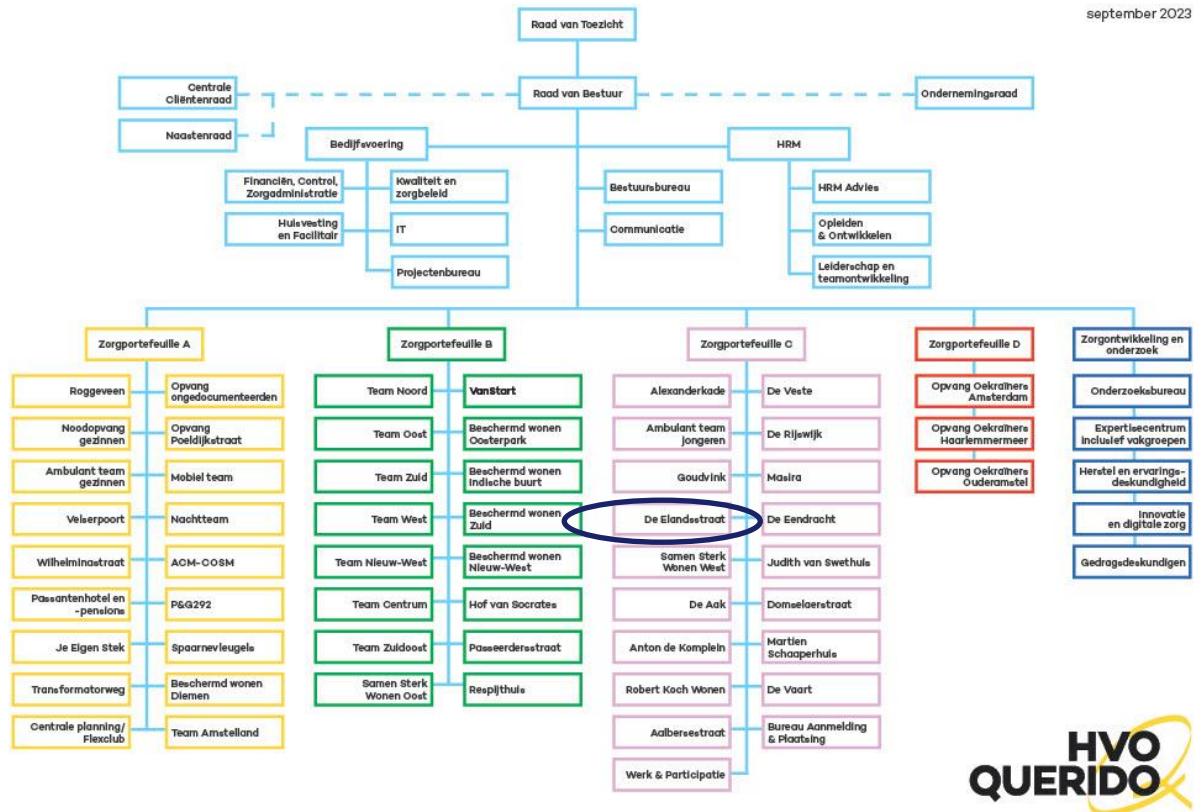 september 2023
Raad van Toezicht
Centrale
Cliëntenraad
Raad van Bestuur
Ondernemingsraad
Naastenraad
Bedijfsvoering
HRM
Financiën, Control,
Zorgadministratie
Kwaliteit en
zorgbeleid
Bestuursbureau
HRM Advies
Huisvesting
en Facilitair
IT
Communicatie
Opleiden
& Ontwikkelen
Projectenbureau
Leiderschap en
teamontwikkeling
Zorgportefeuille A
Roggeveen
Opvang
ongedocumenteerden
Noodopvang
gezinnen
Opvang
Poeldijkstraat
Ambulant team
gezinnen
Mobiel team
Velserpoort
Nachtteam
Wilhelminastraat
ACM-COSM
Passantenhotel en
-pensions
P&G292
Je Eigen Stek
Spaarnevleugels
Transformatorweg
Beschermd wonen
Diemen
Centrale planning/
Flexclub
Team Amstelland
Zorgportefeuille B
Team Noord
VanStart
Team Oost
Beschermd wonen
Oosterpark
Team Zuid
Beschermd wonen
Indische buurt
Team West
Beschermd wonen
Zuid
Team Nieuw-West
Beschermd wonen
Nieuw-West
Team Centrum
Hof van Socrates
Team Zuidoost
Passeerdersstraat
Samen Sterk
Wonen Oost
Respijthuis
Zorgportefeuille C
Alexanderkade
De Veste
Ambulant team
jongeren
De Rijswijk
Goudvink
Masira
De Elandsstraat
De Eendracht
Samen Sterk
Wonen West
Judith van Swethuis
De Aak
Domselaerstraat
Anton de Komplein
Martien
Schaaperhuis
Robert Koch Wonen
De Vaart
Aalbersestraat
Bureau Aanmelding
& Plaatsing
Werk & Participatie
Zorgportefeuille D
Opvang Oekraïners
Amsterdam
Opvang Oekraïners
Haarlemmermeer
Opvang Oekraïners
Ouderamstel
Zorgontwikkeling en
onderzoek
Onderzoeksbureau
Expertisecentrum
inclusief vakgroepen
Herstel en ervarings-
deskundigheid
Innovatie
en digitale zorg
Gedragsdeskundigen
HVO
QUERIDO